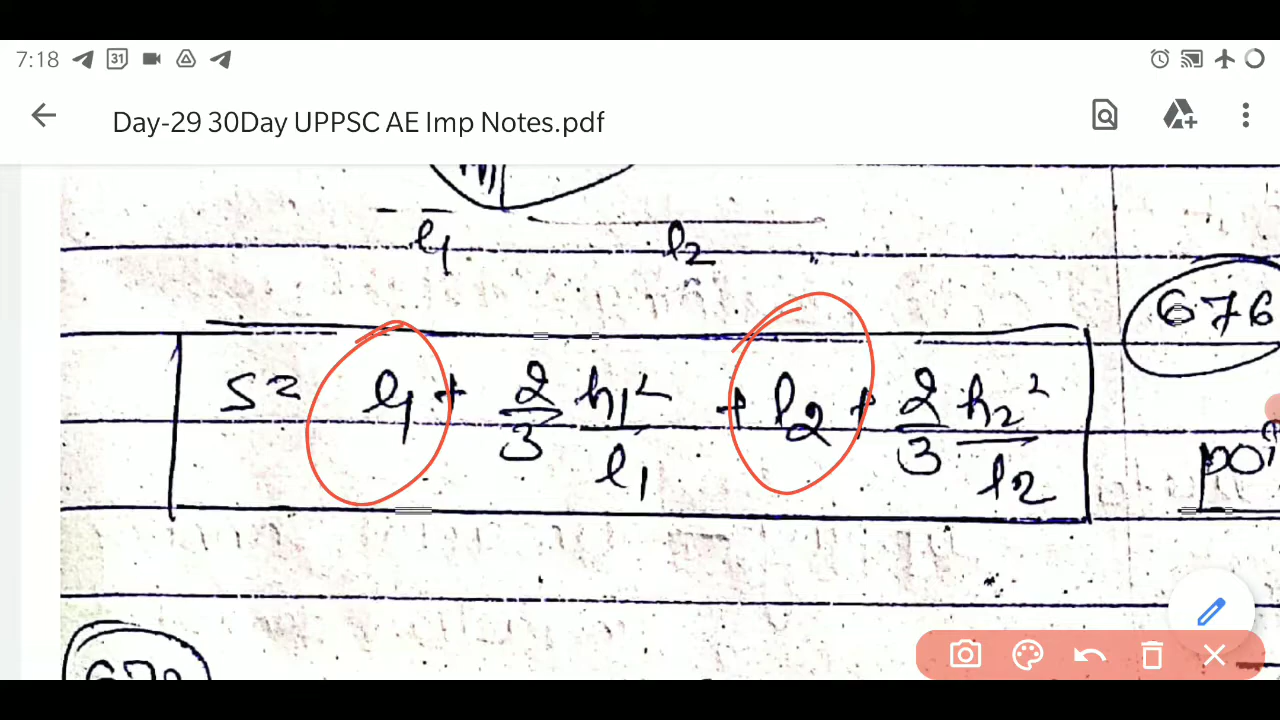 7:18
31
Day-29 30Day UPPSC AE Imp Notes.pdf
l1 l2
676
S = l1 + 2/3 h1²/l1 + l2 + 2/3 h2²/l2